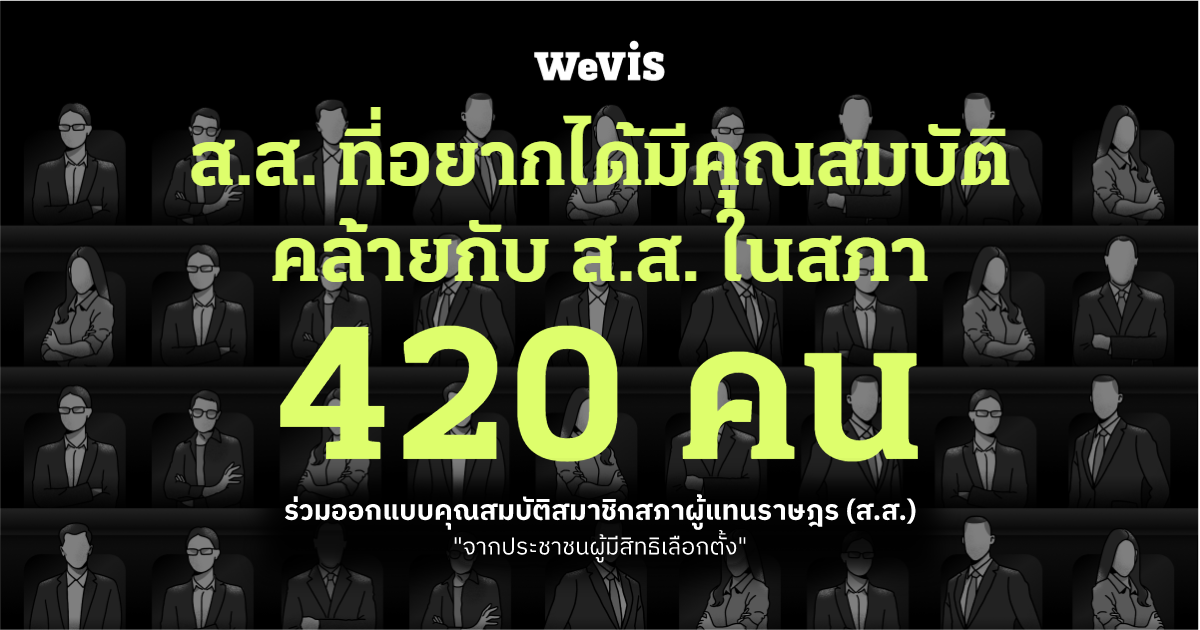 WeVIS
ส.ส. ที่อยากได้มีคุณสมบัติ
คล้ายกับ ส.ส. ในสภา
420 คน
ร่วมออกแบบคุณสมบัติสมาชิกสภาผู้แทนราษฎร (ส.ส.)
"จากประชาชนผู้มีสิทธิเลือกตั้ง"